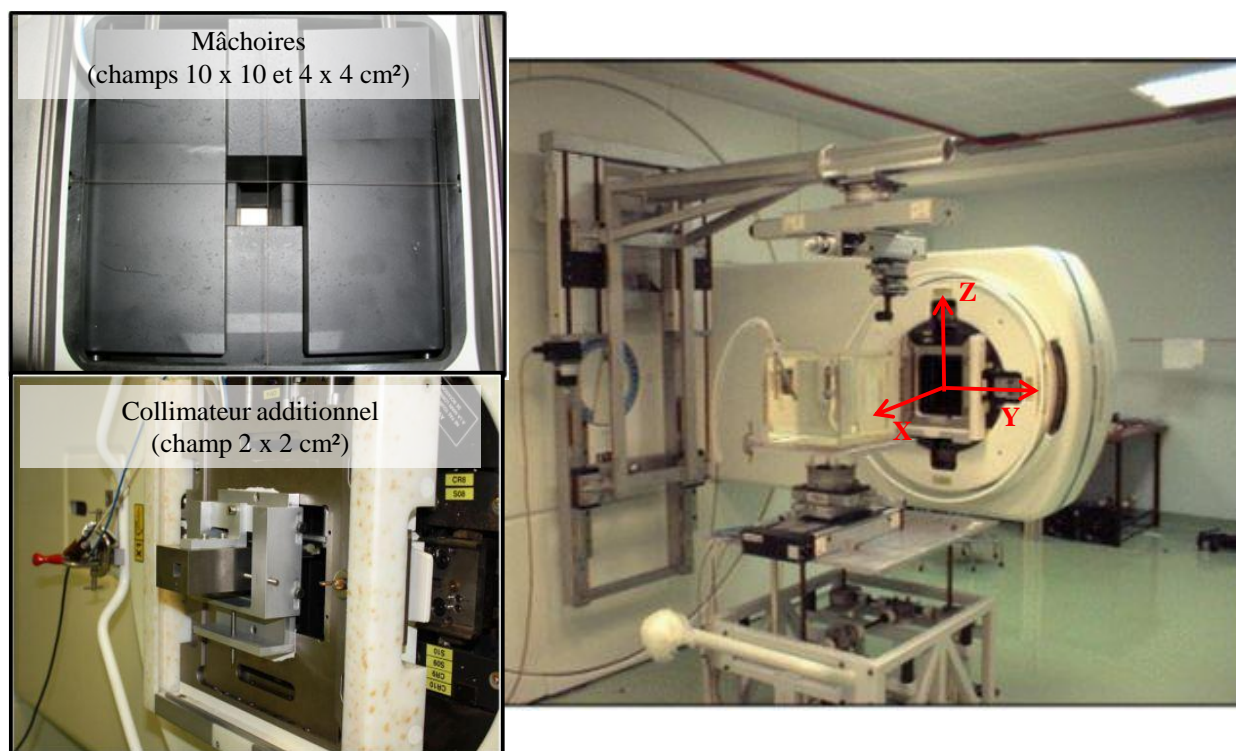 Mâchoires
(champs 10 x 10 et 4 x 4 cm²)
Collimateur additionnel
(champ 2 x 2 cm²)
CR8
S08
S10
S09
CR9
CR10
Z
X
Y